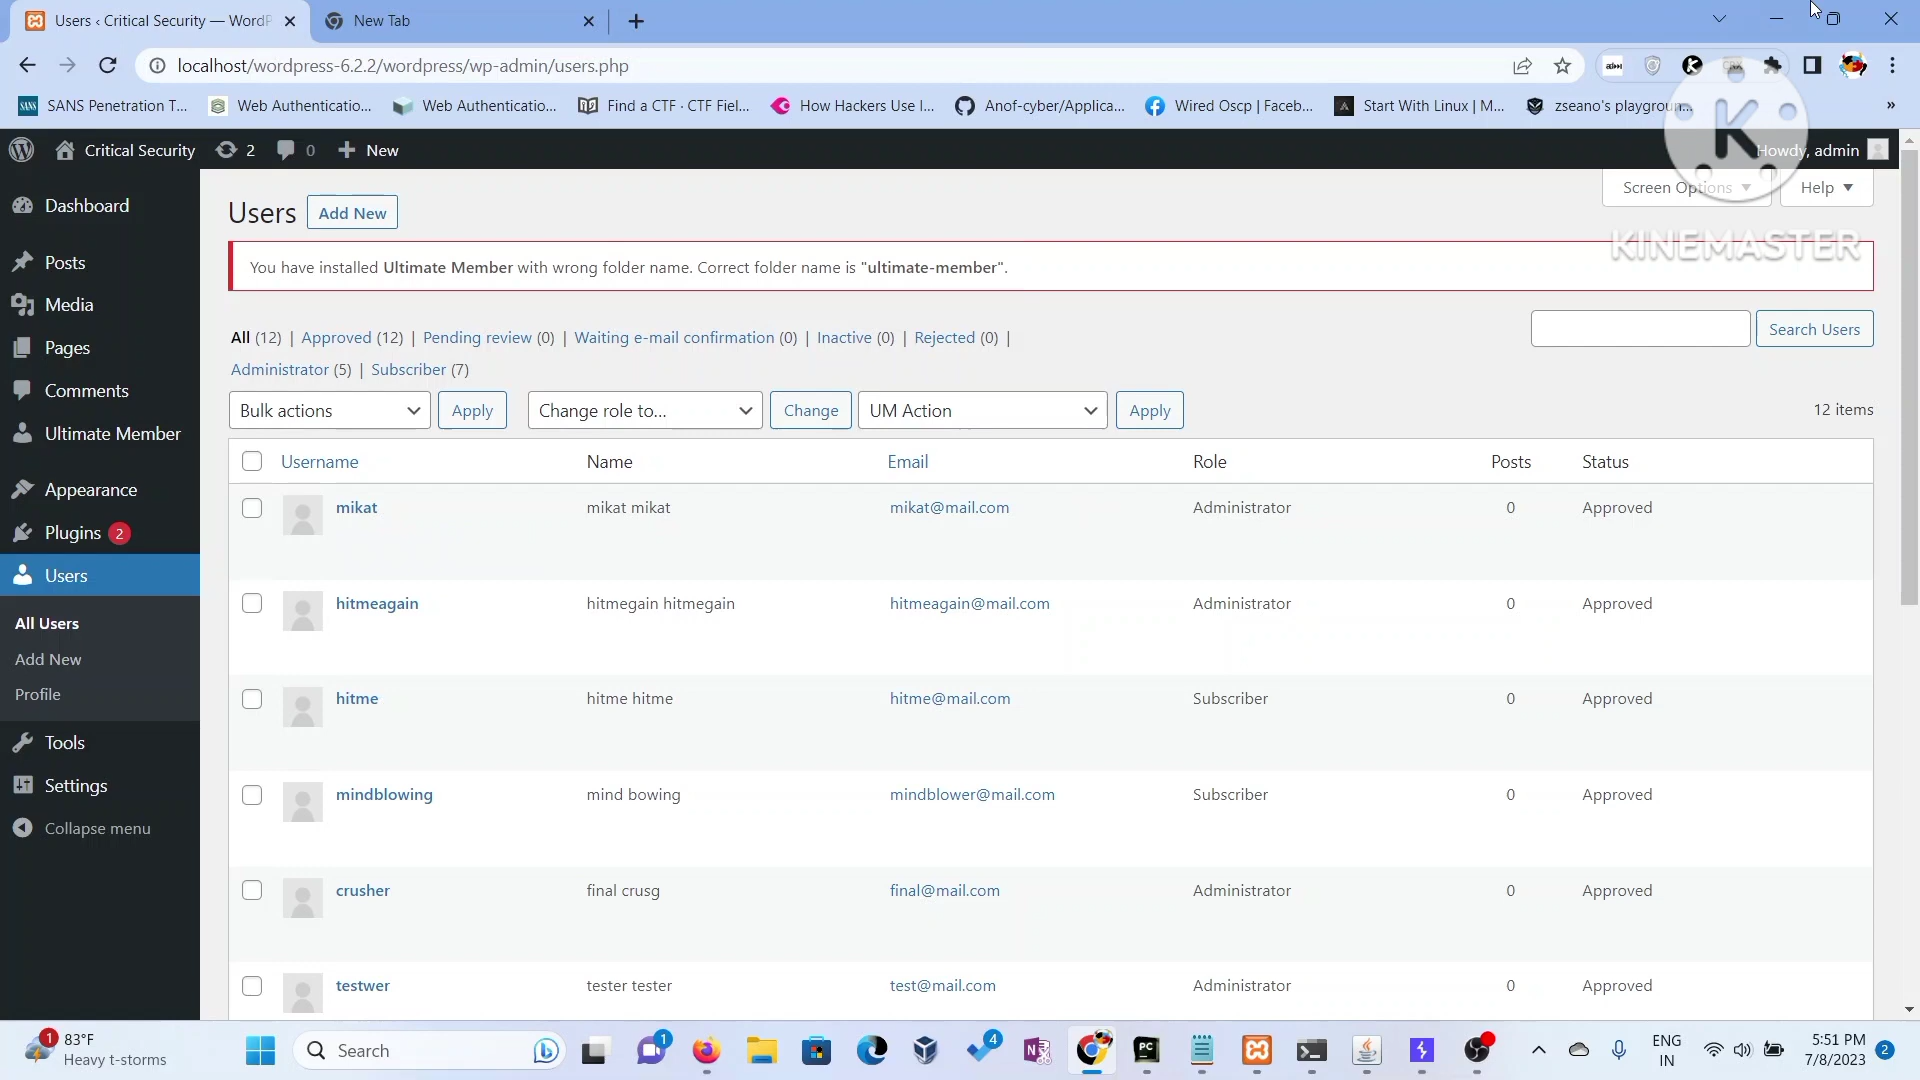 Users ‹ Critical Security — WordP
New Tab
localhost/wordpress-6.2.2/wordpress/wp-admin/users.php
SANS Penetration T...
Web Authenticatio...
Web Authenticatio...
Find a CTF · CTF Fiel...
How Hackers Use I...
Anof-cyber/Applica...
Wired Oscp | Faceb...
Start With Linux | M...
zseano's playgroun...
»
Critical Security
2
0
New
Howdy, admin
K
KINEMASTER
Screen Options
Help
Dashboard
Posts
Media
Pages
Comments
Ultimate Member
Appearance
Plugins 2
Users
All Users
Add New
Profile
Tools
Settings
Collapse menu
Users
Add New
You have installed Ultimate Member with wrong folder name. Correct folder name is "ultimate-member".
All (12) | Approved (12) | Pending review (0) | Waiting e-mail confirmation (0) | Inactive (0) | Rejected (0) |
Administrator (5) | Subscriber (7)
Search Users
Bulk actions Apply Change role to... Change UM Action Apply
12 items
Username Name Email Role Posts Status
mikat mikat mikat mikat@mail.com Administrator 0 Approved
hitmeagain hitmegain hitmegain hitmeagain@mail.com Administrator 0 Approved
hitme hitme hitme hitme@mail.com Subscriber 0 Approved
mindblowing mind bowing mindblower@mail.com Subscriber 0 Approved
crusher final crusg final@mail.com Administrator 0 Approved
testwer tester tester test@mail.com Administrator 0 Approved
1
83°F
Heavy t-storms
Search
1
4
PC
ENG
IN
5:51 PM
7/8/2023
2